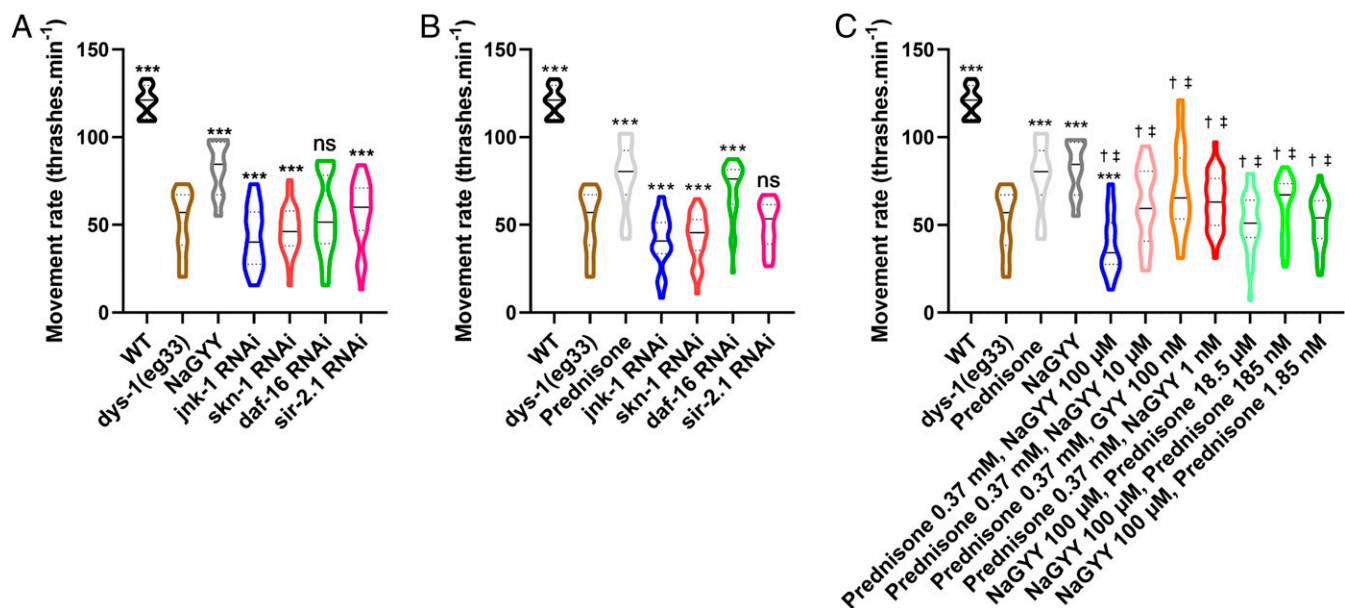 A
Movement rate (thrashes.min⁻¹)
150
100
50
0
***
***
***
***
ns
***
WT
dys-1(eg33)
NaGYY
jnk-1 RNAi
skn-1 RNAi
daf-16 RNAi
sir-2.1 RNAi
B
Movement rate (thrashes.min⁻¹)
150
100
50
0
***
***
***
***
***
ns
WT
dys-1(eg33)
Prednisone
jnk-1 RNAi
skn-1 RNAi
daf-16 RNAi
sir-2.1 RNAi
C
Movement rate (thrashes.min⁻¹)
150
100
50
0
***
***
***
† ‡
***
† ‡
† ‡
† ‡
† ‡
† ‡
† ‡
WT
dys-1(eg33)
Prednisone
NaGYY
Prednisone 0.37 mM, NaGYY 100 µM
Prednisone 0.37 mM, NaGYY 10 µM
Prednisone 0.37 mM, GYY 100 nM
Prednisone 0.37 mM, NaGYY 1 nM
NaGYY 100 µM, Prednisone 18.5 µM
NaGYY 100 µM, Prednisone 185 nM
NaGYY 100 µM, Prednisone 1.85 nM